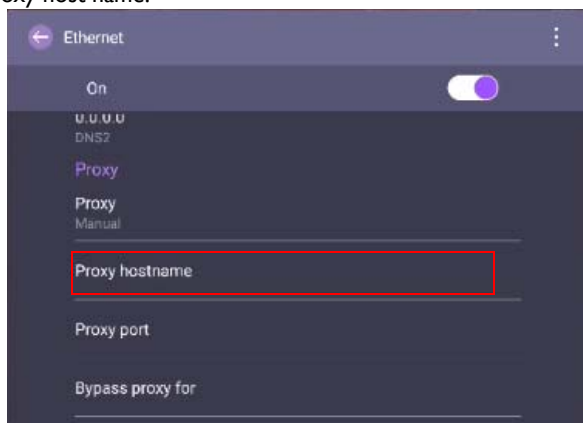 oxy host name.
Ethernet
On
0.0.0.0
DNS2
Proxy
Proxy
Manual
Proxy hostname
Proxy port
Bypass proxy for